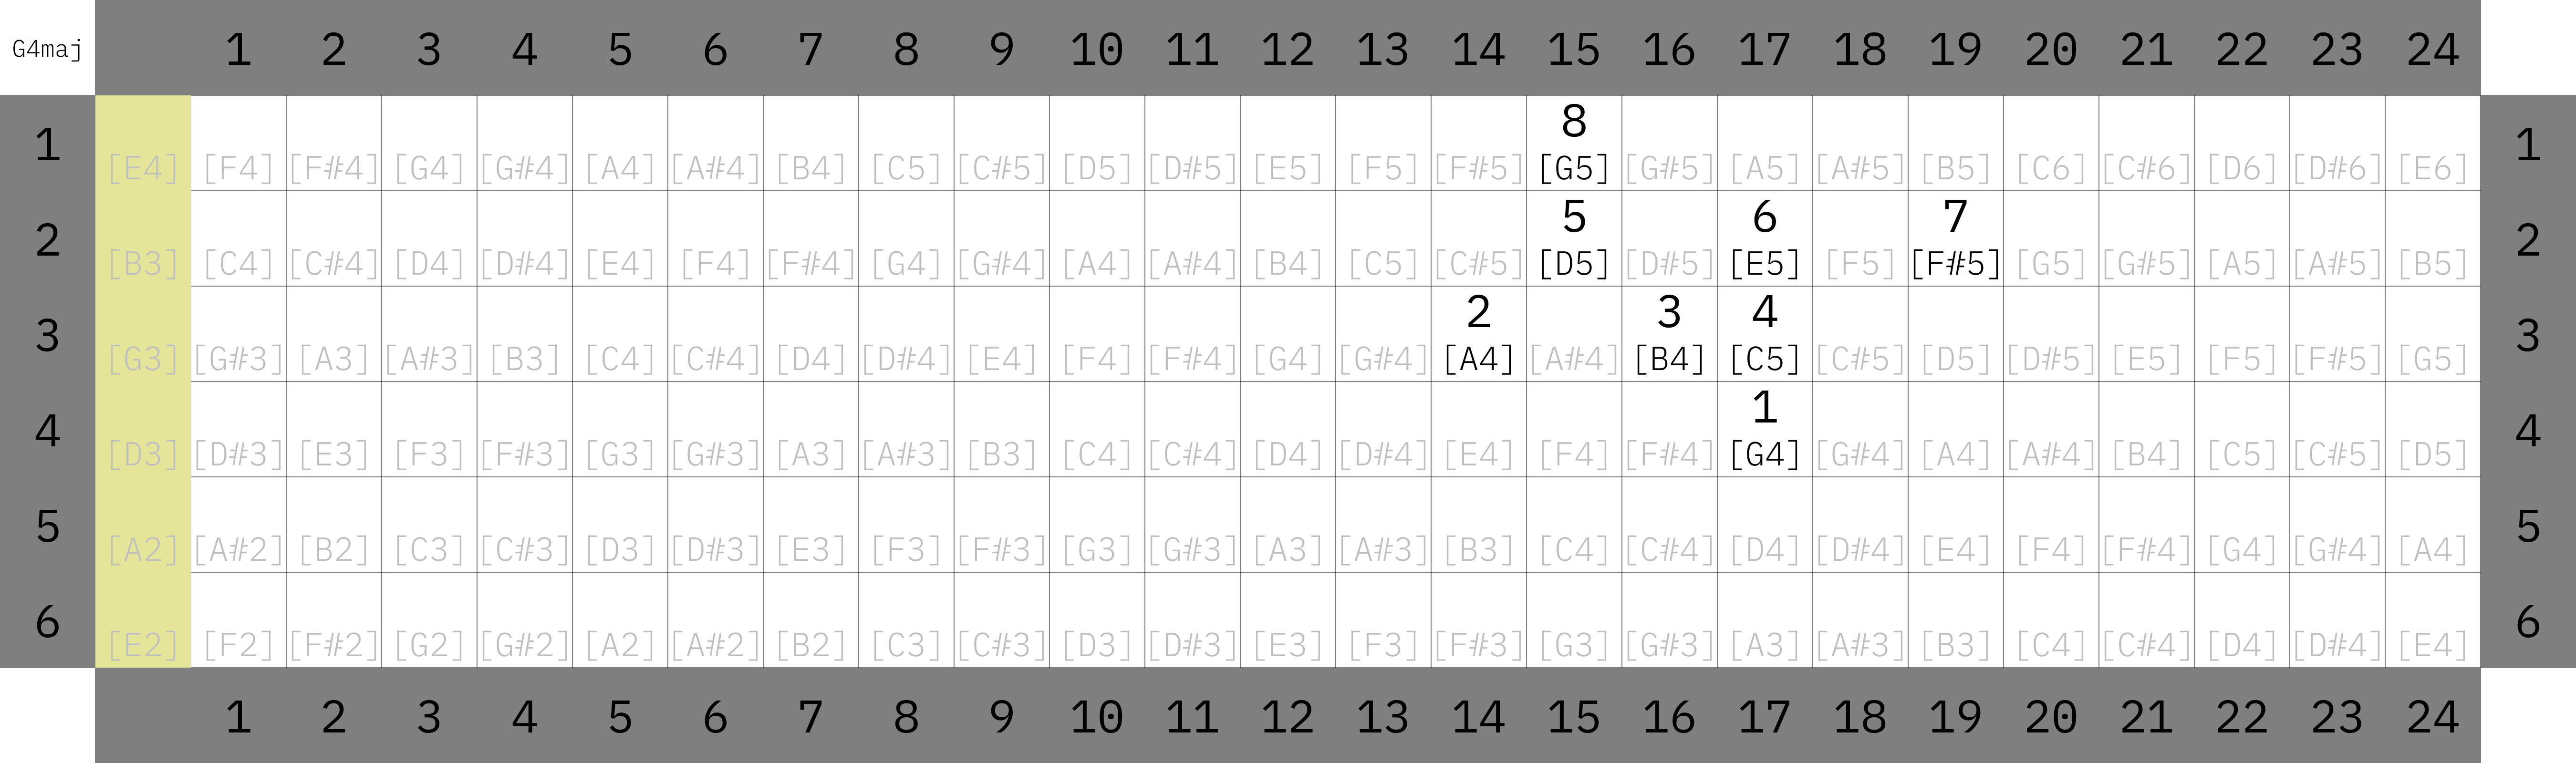 G4maj 1 2 3 4 5 6 7 8 9 10 11 12 13 14 15 16 17 18 19 20 21 22 23 24
8
1 [E4] [F4] [F#4] [G4] [G#4] [A4] [A#4] [B4] [C5] [C#5] [D5] [D#5] [E5] [F5] [F#5] [G5] [G#5] [A5] [A#5] [B5] [C6] [C#6] [D6] [D#6] [E6] 1
5 6 7
2 [B3] [C4] [C#4] [D4] [D#4] [E4] [F4] [F#4] [G4] [G#4] [A4] [A#4] [B4] [C5] [C#5] [D5] [D#5] [E5] [F5] [F#5] [G5] [G#5] [A5] [A#5] [B5] 2
2 3 4
3 [G3] [G#3] [A3] [A#3] [B3] [C4] [C#4] [D4] [D#4] [E4] [F4] [F#4] [G4] [G#4] [A4] [A#4] [B4] [C5] [C#5] [D5] [D#5] [E5] [F5] [F#5] [G5] 3
1
4 [D3] [D#3] [E3] [F3] [F#3] [G3] [G#3] [A3] [A#3] [B3] [C4] [C#4] [D4] [D#4] [E4] [F4] [F#4] [G4] [G#4] [A4] [A#4] [B4] [C5] [C#5] [D5] 4
5 [A2] [A#2] [B2] [C3] [C#3] [D3] [D#3] [E3] [F3] [F#3] [G3] [G#3] [A3] [A#3] [B3] [C4] [C#4] [D4] [D#4] [E4] [F4] [F#4] [G4] [G#4] [A4] 5
6 [E2] [F2] [F#2] [G2] [G#2] [A2] [A#2] [B2] [C3] [C#3] [D3] [D#3] [E3] [F3] [F#3] [G3] [G#3] [A3] [A#3] [B3] [C4] [C#4] [D4] [D#4] [E4] 6
1 2 3 4 5 6 7 8 9 10 11 12 13 14 15 16 17 18 19 20 21 22 23 24